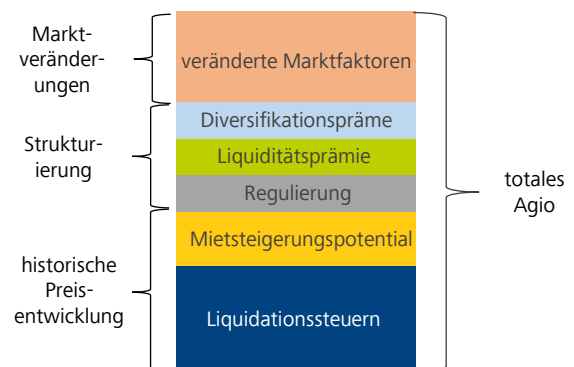 Markt-
veränder-
ungen
veränderte Marktfaktoren
Struktur-
ierung
Diversifikationspräme
Liquiditätsprämie
Regulierung
historische
Preis-
entwicklung
Mietsteigerungspotential
Liquidationssteuern
totales
Agio